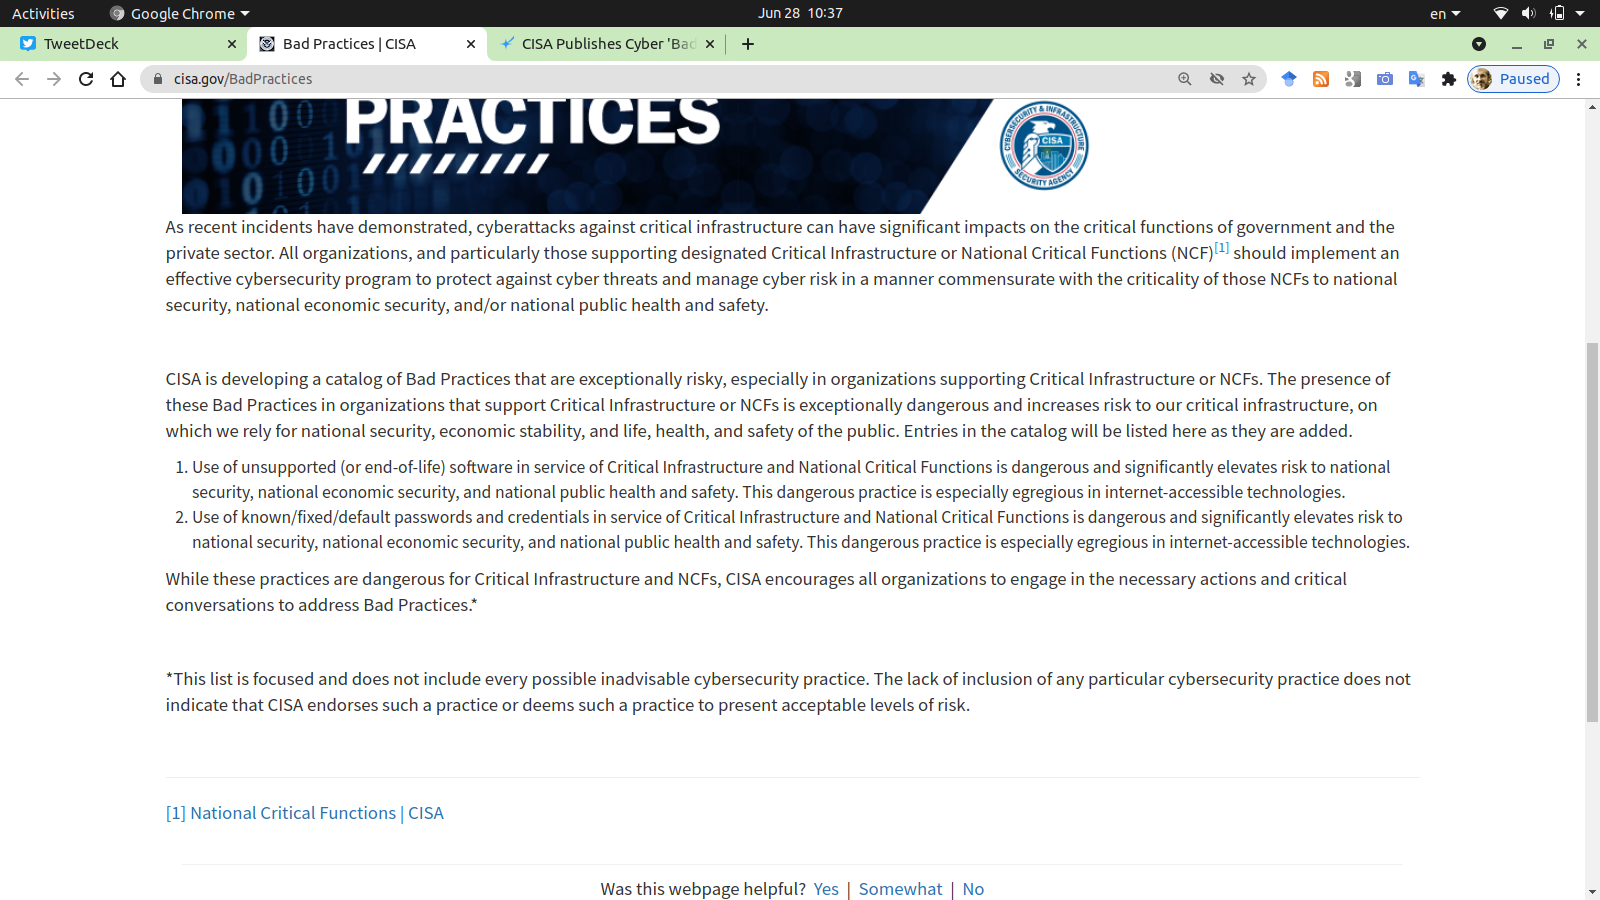 Activities
Google Chrome
Jun 28 10:37
en
TweetDeck
Bad Practices | CISA
CISA Publishes Cyber 'Bad
cisa.gov/BadPractices
Paused
PRACTICES
CYBERSECURITY & INFRASTRUCTURE
CISA
SECURITY AGENCY
As recent incidents have demonstrated, cyberattacks against critical infrastructure can have significant impacts on the critical functions of government and the
private sector. All organizations, and particularly those supporting designated Critical Infrastructure or National Critical Functions (NCF)[1] should implement an
effective cybersecurity program to protect against cyber threats and manage cyber risk in a manner commensurate with the criticality of those NCFs to national
security, national economic security, and/or national public health and safety.
CISA is developing a catalog of Bad Practices that are exceptionally risky, especially in organizations supporting Critical Infrastructure or NCFs. The presence of
these Bad Practices in organizations that support Critical Infrastructure or NCFs is exceptionally dangerous and increases risk to our critical infrastructure, on
which we rely for national security, economic stability, and life, health, and safety of the public. Entries in the catalog will be listed here as they are added.
1. Use of unsupported (or end-of-life) software in service of Critical Infrastructure and National Critical Functions is dangerous and significantly elevates risk to national
security, national economic security, and national public health and safety. This dangerous practice is especially egregious in internet-accessible technologies.
2. Use of known/fixed/default passwords and credentials in service of Critical Infrastructure and National Critical Functions is dangerous and significantly elevates risk to
national security, national economic security, and national public health and safety. This dangerous practice is especially egregious in internet-accessible technologies.
While these practices are dangerous for Critical Infrastructure and NCFs, CISA encourages all organizations to engage in the necessary actions and critical
conversations to address Bad Practices.*
*This list is focused and does not include every possible inadvisable cybersecurity practice. The lack of inclusion of any particular cybersecurity practice does not
indicate that CISA endorses such a practice or deems such a practice to present acceptable levels of risk.
[1] National Critical Functions | CISA
Was this webpage helpful? Yes | Somewhat | No